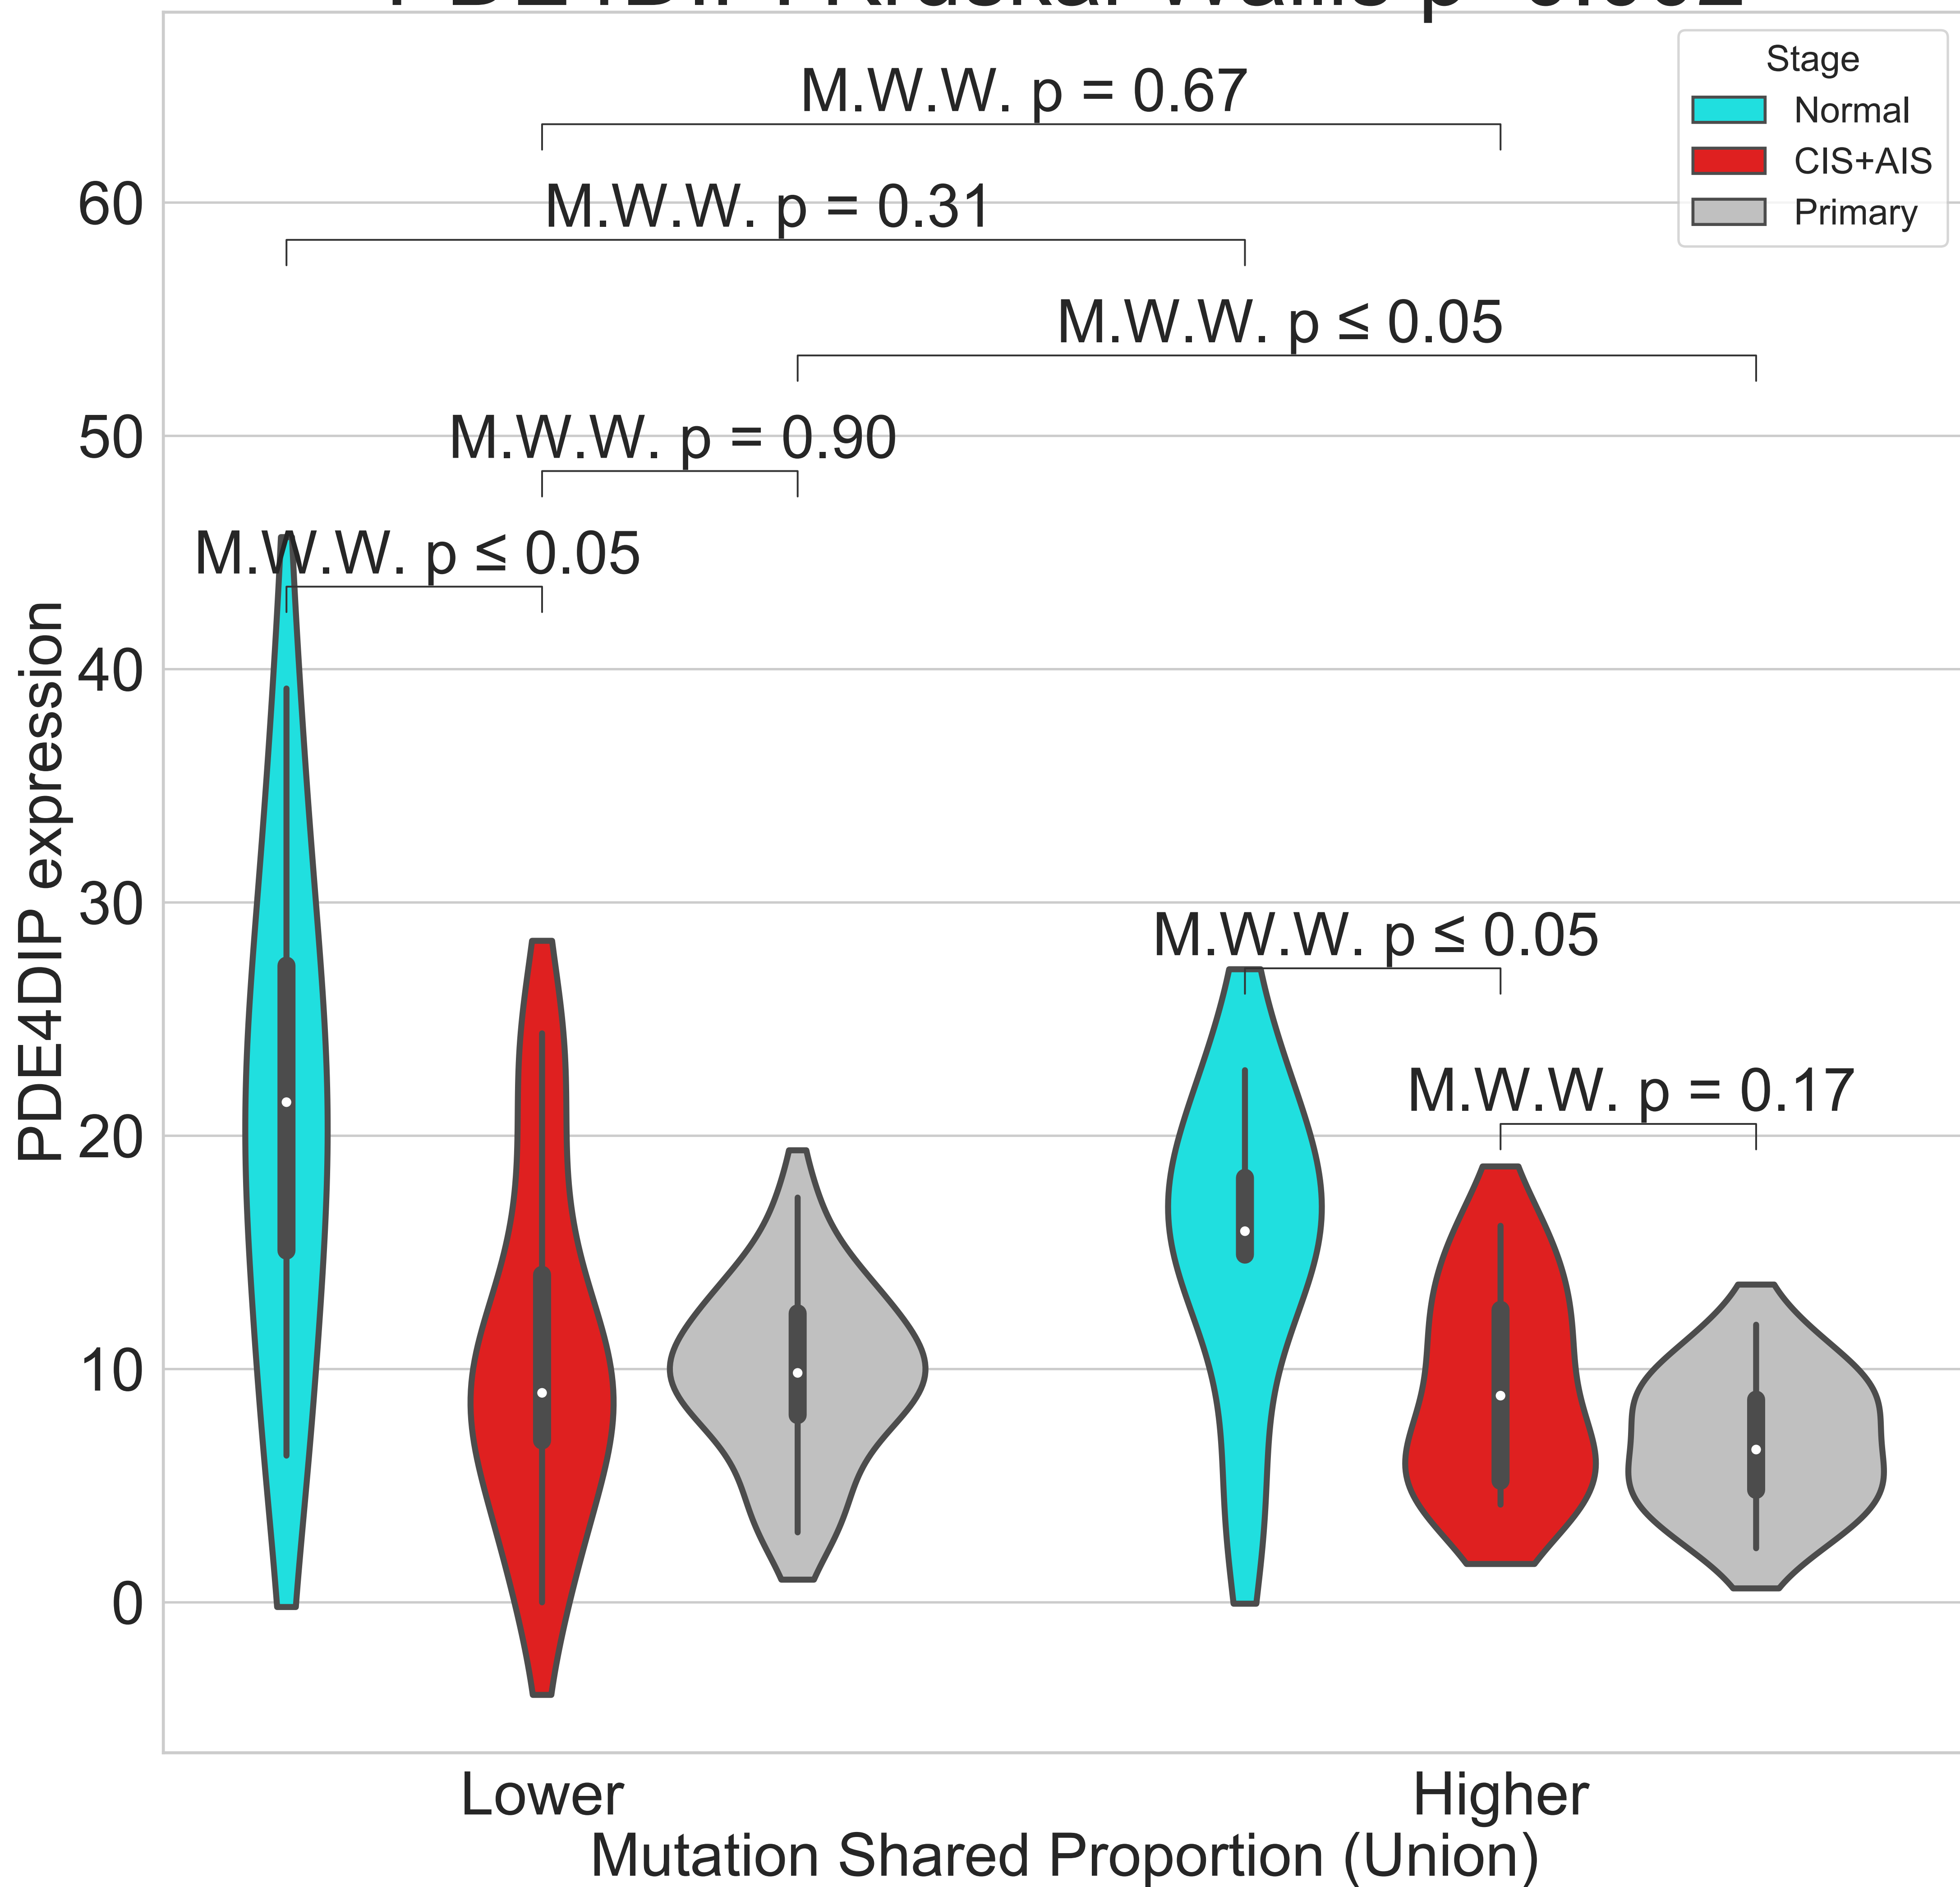 Stage
Normal
CIS+AIS
Primary
M.W.W. p = 0.67
M.W.W. p = 0.31
M.W.W. p ≤ 0.05
M.W.W. p = 0.90
M.W.W. p ≤ 0.05
M.W.W. p ≤ 0.05
M.W.W. p = 0.17
PDE4DIP expression
60
50
40
30
20
10
0
Lower
Higher
Mutation Shared Proportion (Union)